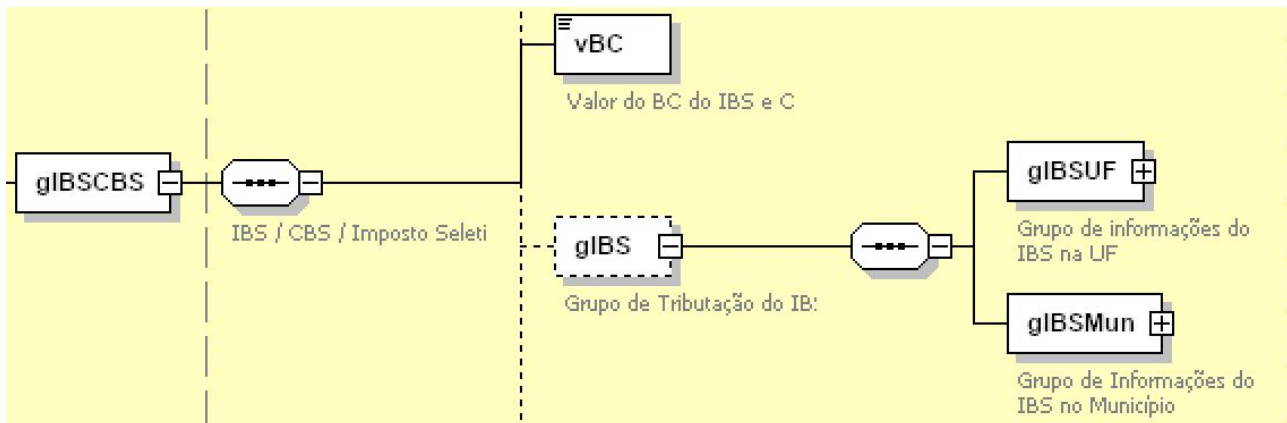 vBC
Valor do BC do IBS e C
gIBSCBS
IBS / CBS / Imposto Seleti
gIBS
Grupo de Tributação do IB
gIBSUF
Grupo de informações do
IBS na UF
gIBSMun
Grupo de Informações do
IBS no Município